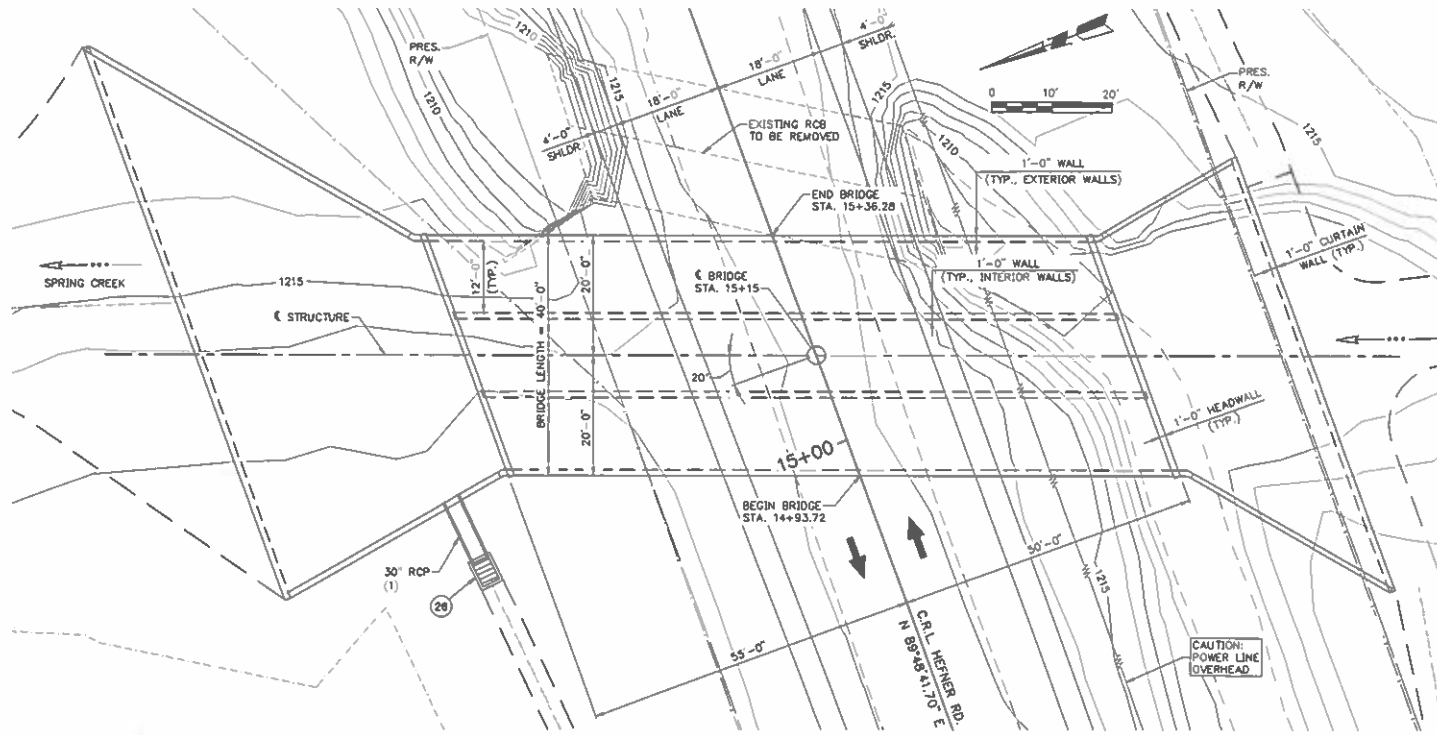 1210
PRES.
R/W
1210
1210
1215
4'-0"
SHLDR.
18'-0"
LANE
18'-0"
LANE
4'-0"
SHLDR.
0 10' 20'
PRES.
R/W
1215
1215
1210
EXISTING RCB
TO BE REMOVED
1'-0" WALL
(TYP., EXTERIOR WALLS)
END BRIDGE
STA. 15+36.28
1'-0" WALL
(TYP., INTERIOR WALLS)
1'-0" CURTAIN
WALL (TYP.)
SPRING CREEK
1215
12'-0"
(TYP.)
20'-0"
℄ BRIDGE
STA. 15+15
℄ STRUCTURE
BRIDGE LENGTH = 40'-0"
20°
20'-0"
1'-0" HEADWALL
(TYP.)
15+00
BEGIN BRIDGE
STA. 14+93.72
30" RCP
(1)
26
50'-0"
1215
55'-0"
C.R.L. HEFNER RD.
N 89°48'41.70" E
CAUTION:
POWER LINE
OVERHEAD